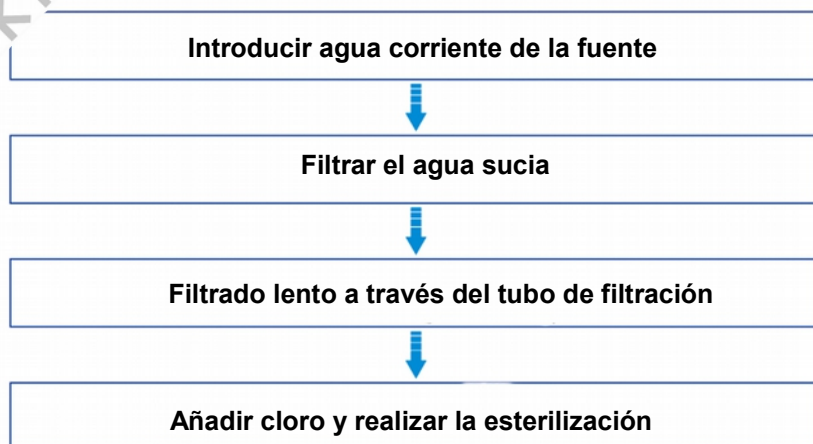 Introducir agua corriente de la fuente
Filtrar el agua sucia
Filtrado lento a través del tubo de filtración
Añadir cloro y realizar la esterilización